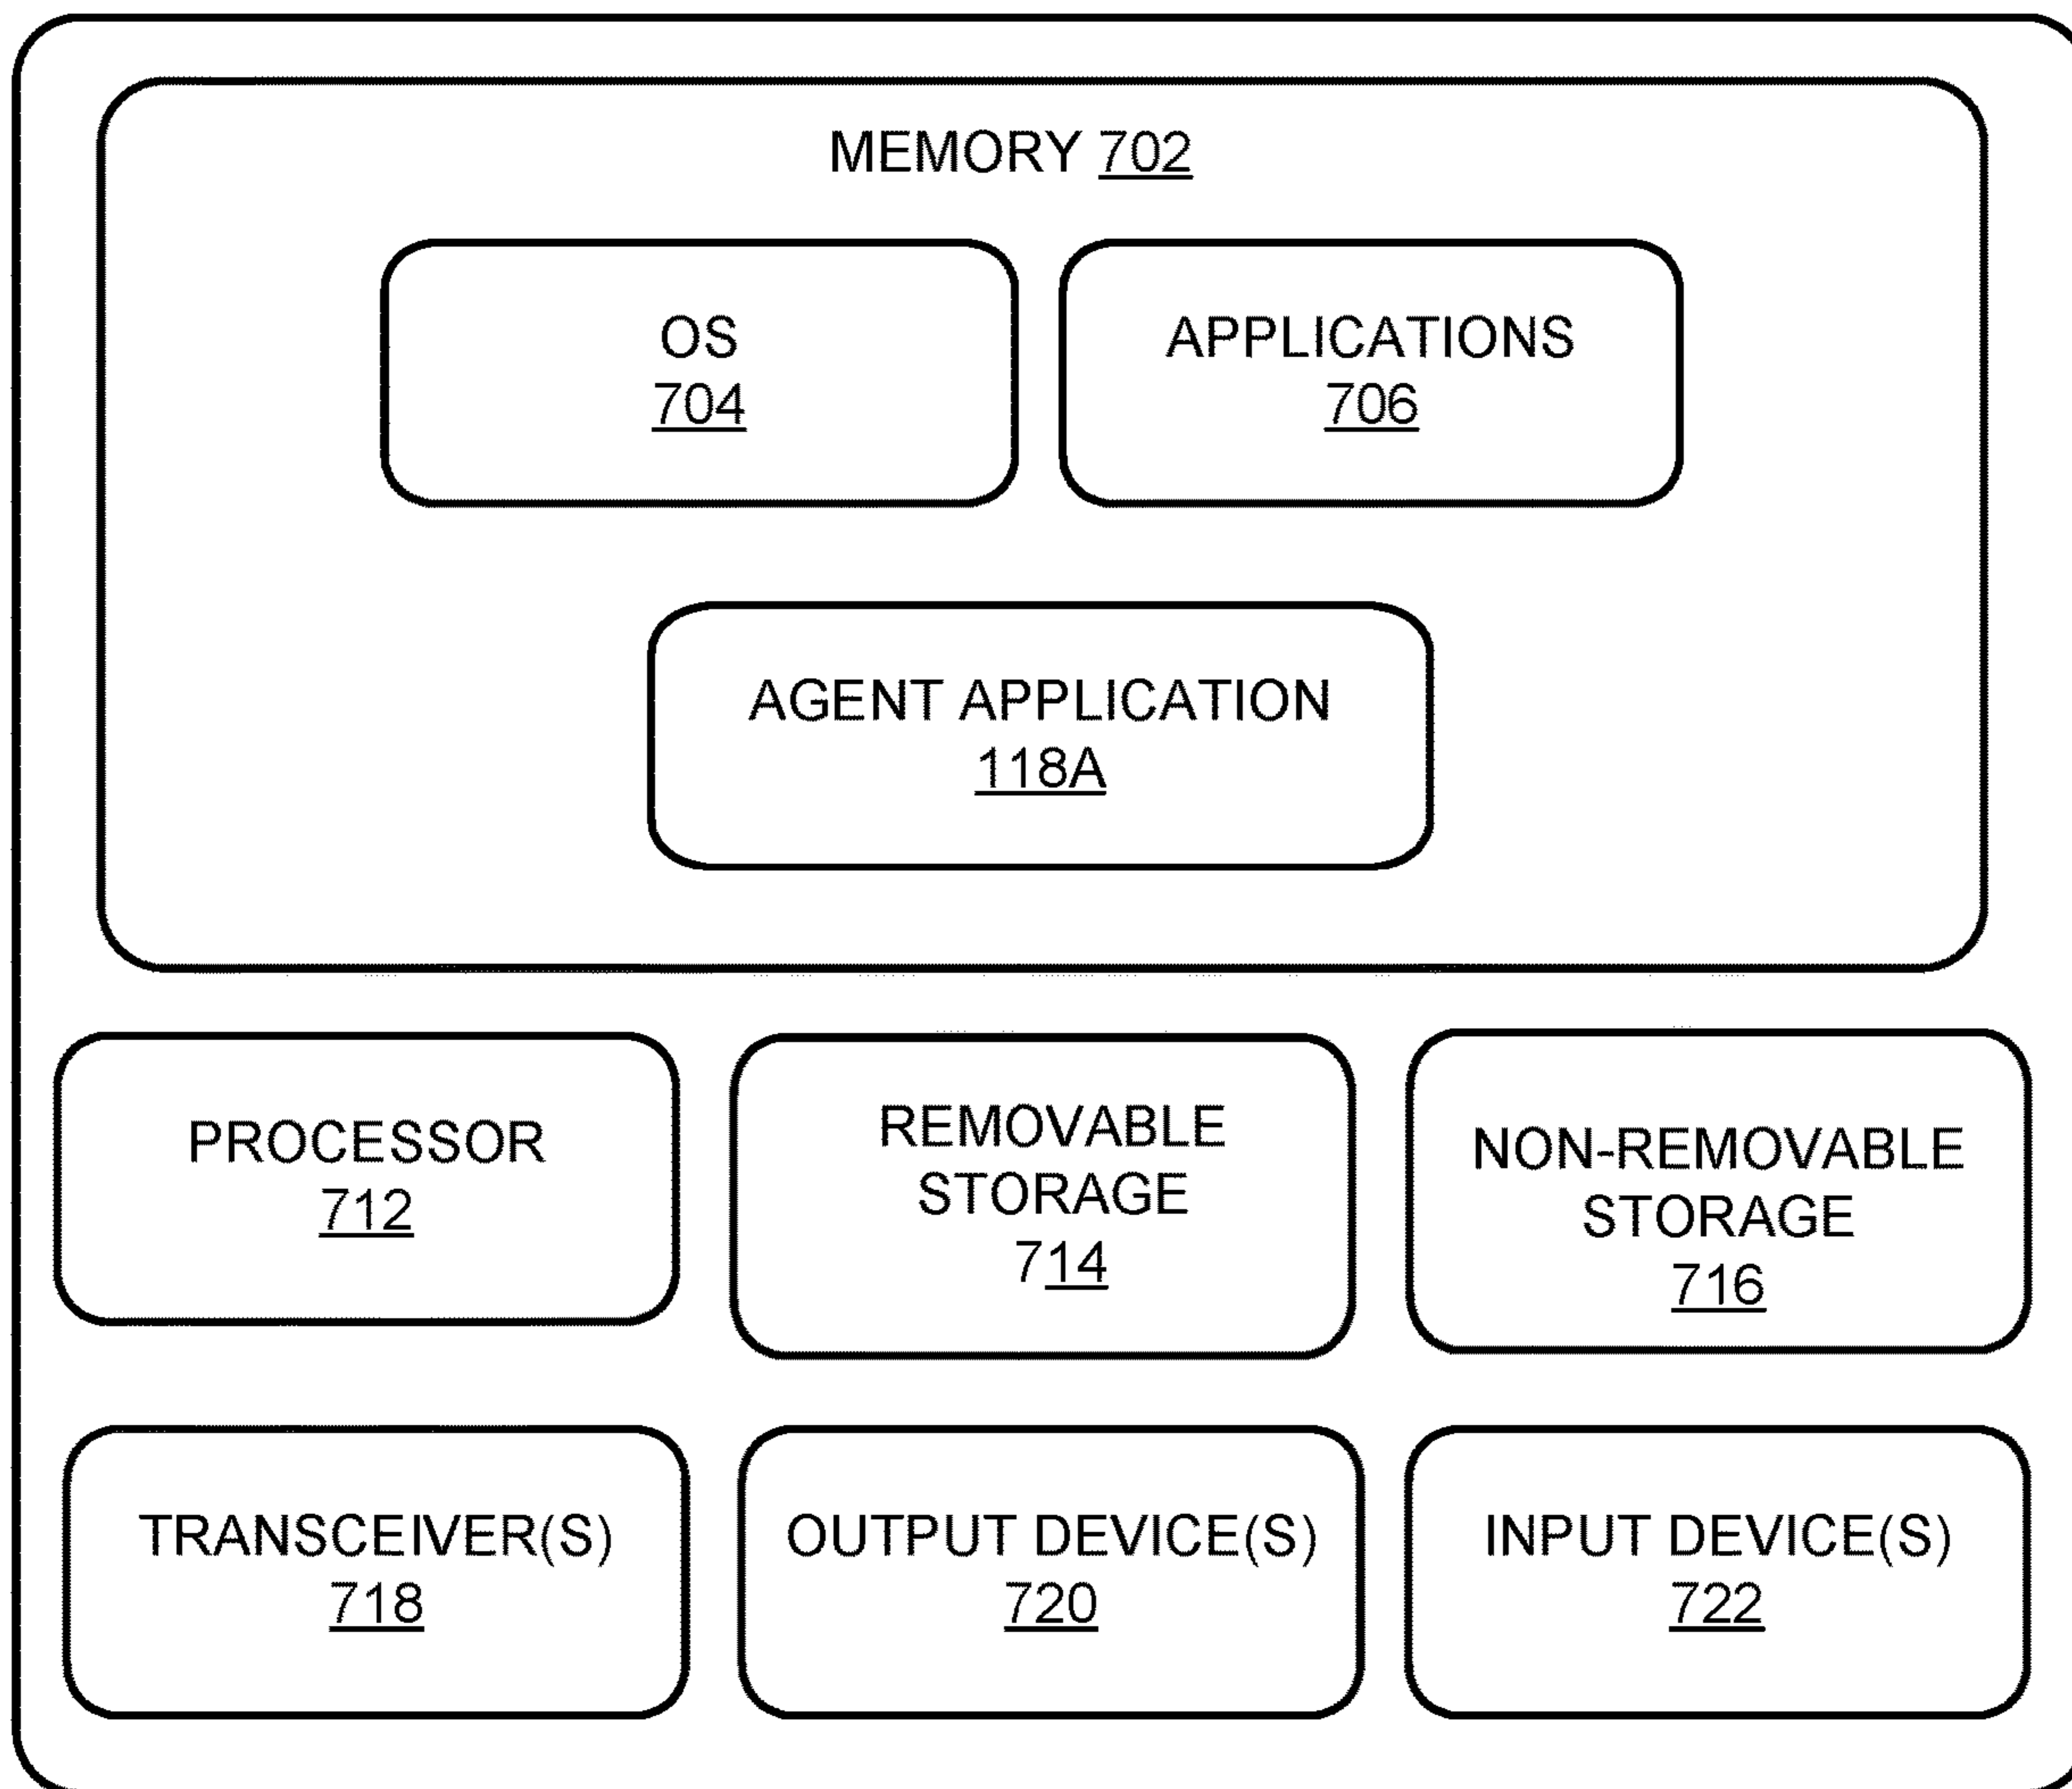 MEMORY 702
OS
704
APPLICATIONS
706
AGENT APPLICATION
118A
PROCESSOR
712
REMOVABLE
STORAGE
714
NON-REMOVABLE
STORAGE
716
TRANSCEIVER(S)
718
OUTPUT DEVICE(S)
720
INPUT DEVICE(S)
722